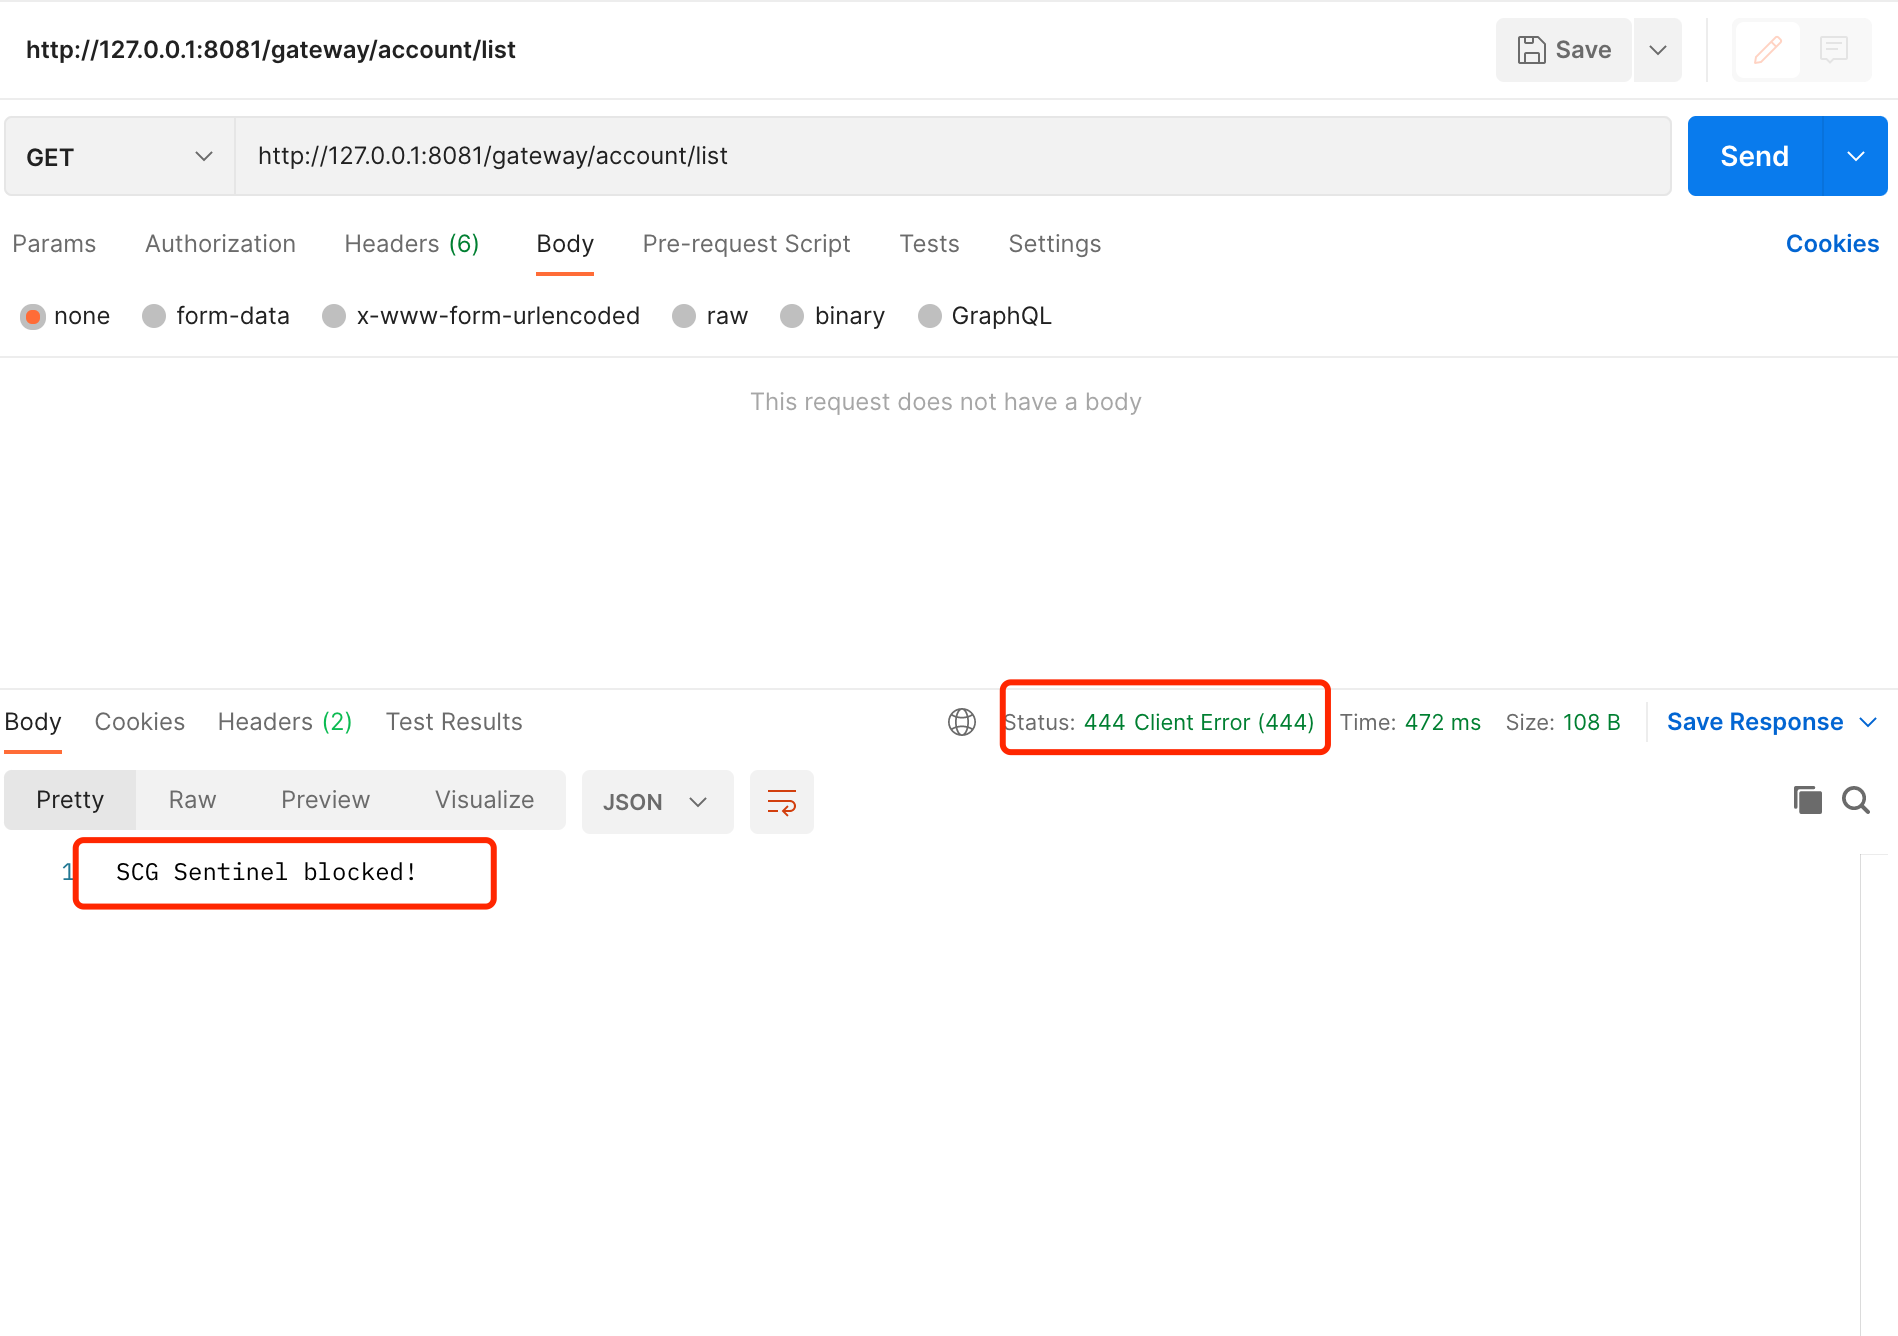 http://127.0.0.1:8081/gateway/account/list
Save
GET
http://127.0.0.1:8081/gateway/account/list
Send
Params Authorization Headers (6) Body Pre-request Script Tests Settings Cookies
none form-data x-www-form-urlencoded raw binary GraphQL
This request does not have a body
Body Cookies Headers (2) Test Results Status: 444 Client Error (444) Time: 472 ms Size: 108 B Save Response
Pretty Raw Preview Visualize JSON
1 SCG Sentinel blocked!